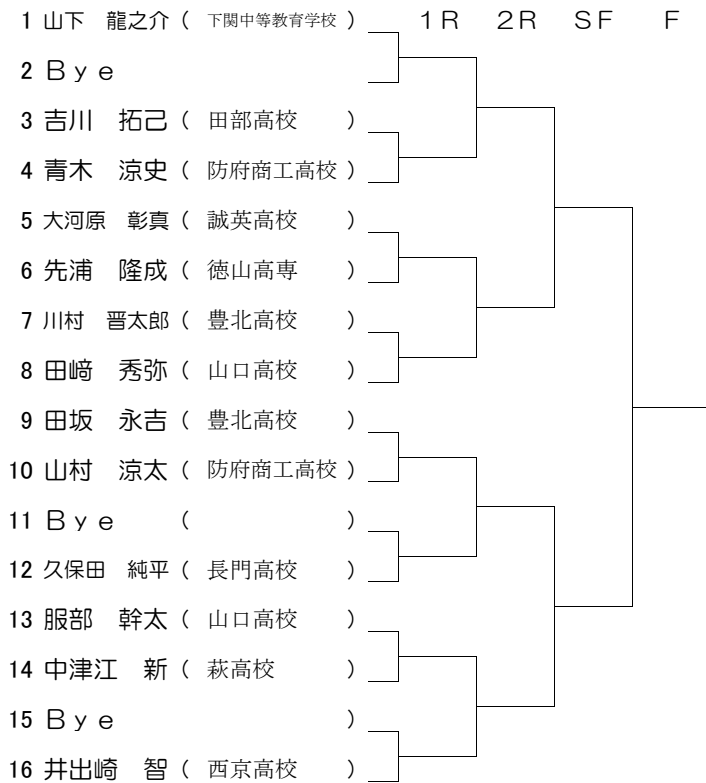 1 山下 龍之介 ( 下関中等教育学校 ) 1R 2R SF F
2 Bye )
3 吉川 拓己 ( 田部高校 )
4 青木 涼史 ( 防府商工高校 )
5 大河原 彰真 ( 誠英高校 )
6 先浦 隆成 ( 徳山高専 )
7 川村 晋太郎 ( 豊北高校 )
8 田﨑 秀弥 ( 山口高校 )
9 田坂 永吉 ( 豊北高校 )
10 山村 涼太 ( 防府商工高校 )
11 Bye ( )
12 久保田 純平 ( 長門高校 )
13 服部 幹太 ( 山口高校 )
14 中津江 新 ( 萩高校 )
15 Bye )
16 井出崎 智 ( 西京高校 )